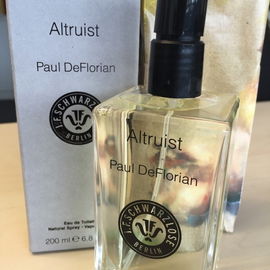 Altruist
Paul DeFlorian
J.F. SCHWARZLOSE
BERLIN
Eau de Toilette
Natural Spray - Vapo
200 ml e 6.8
Altruist
Paul DeFlorian
J.F. SCHWARZLOSE
BERLIN